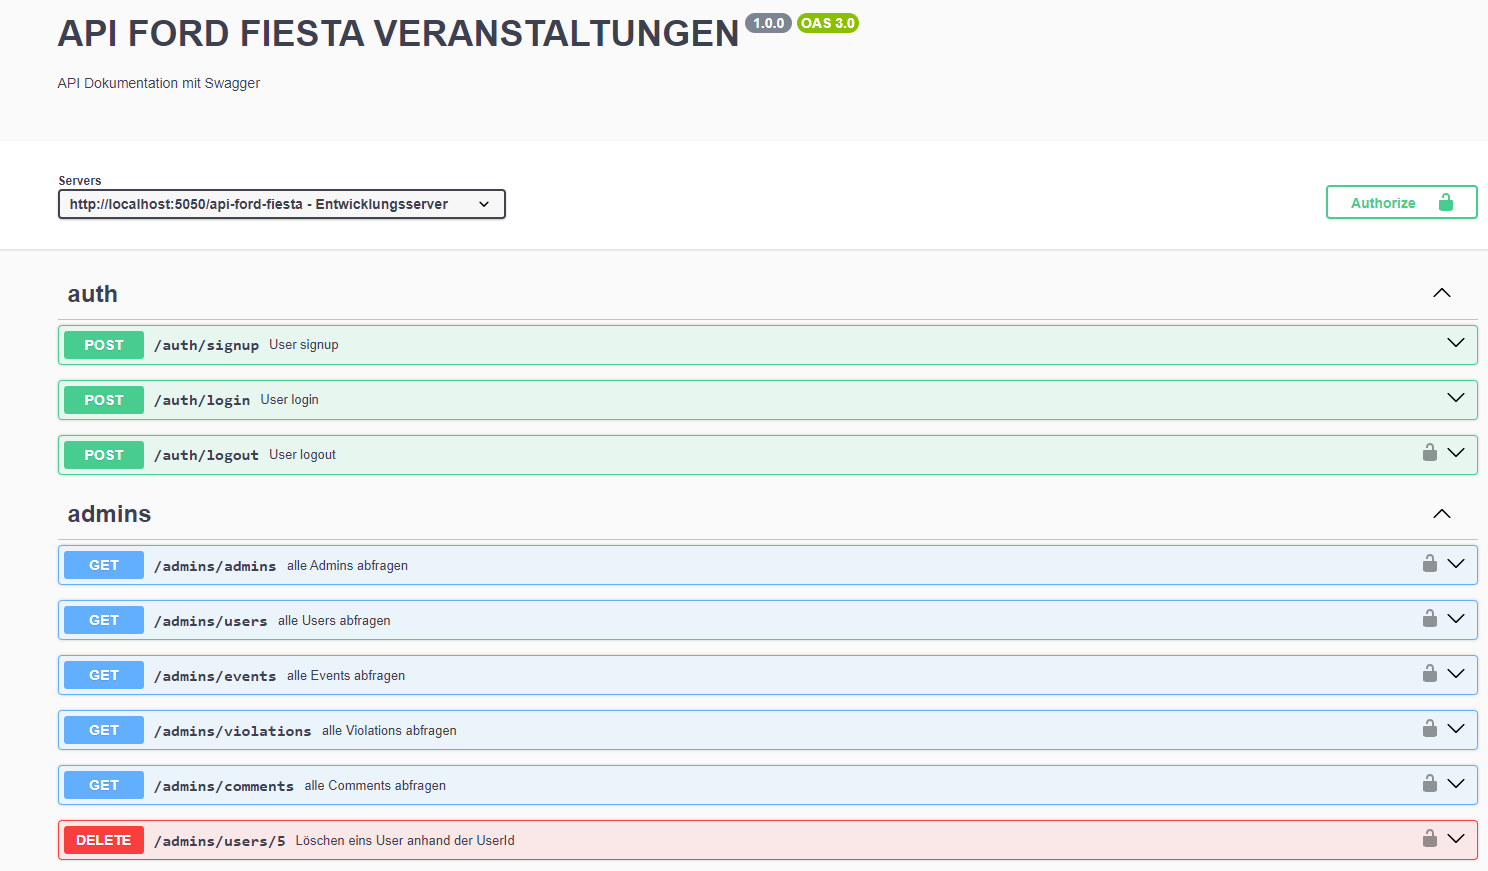 API FORD FIESTA VERANSTALTUNGEN 1.0.0 OAS 3.0
API Dokumentation mit Swagger
Servers
http://localhost:5050/api-ford-fiesta - Entwicklungsserver
Authorize
auth
POST /auth/signup User signup
POST /auth/login User login
POST /auth/logout User logout
admins
GET /admins/admins alle Admins abfragen
GET /admins/users alle Users abfragen
GET /admins/events alle Events abfragen
GET /admins/violations alle Violations abfragen
GET /admins/comments alle Comments abfragen
DELETE /admins/users/5 Löschen eins User anhand der UserId